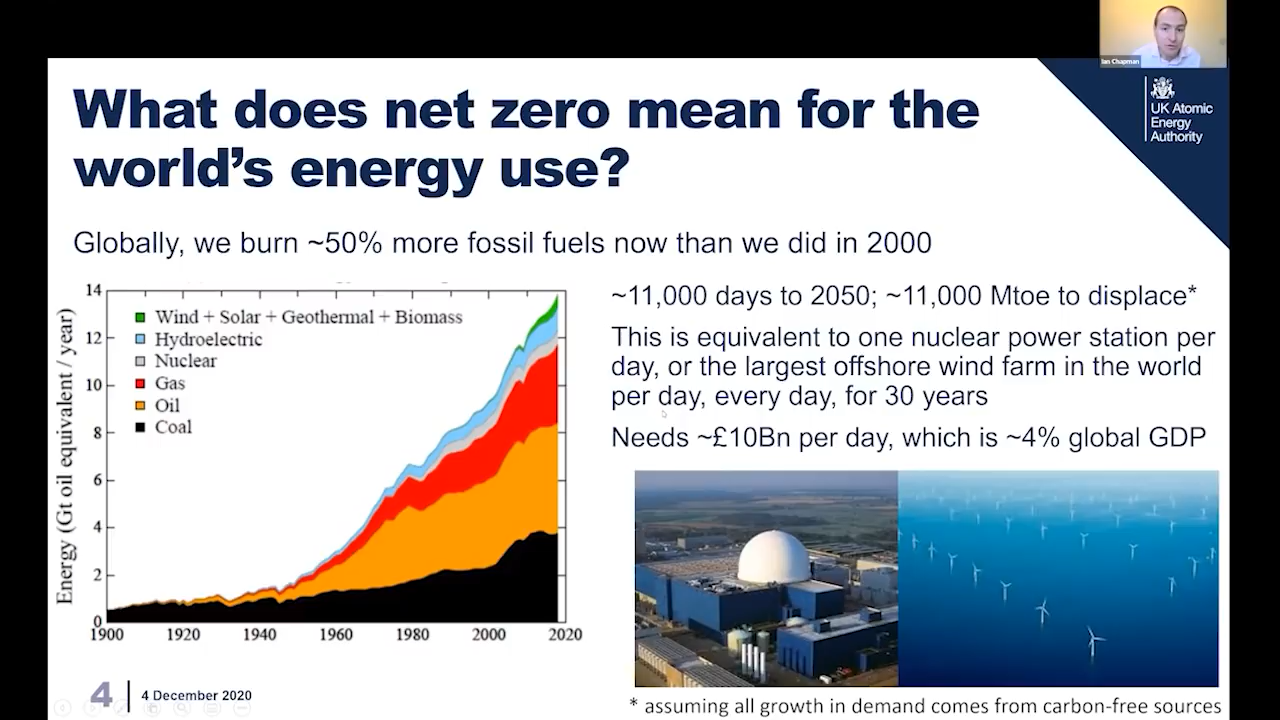 Ian Chapman
What does net zero mean for the
world's energy use?
UK Atomic
Energy
Authority
Globally, we burn ~50% more fossil fuels now than we did in 2000
Energy (Gt oil equivalent / year)
14
12
10
8
6
4
2
0
Wind + Solar + Geothermal + Biomass
Hydroelectric
Nuclear
Gas
Oil
Coal
1900 1920 1940 1960 1980 2000 2020
~11,000 days to 2050; ~11,000 Mtoe to displace*
This is equivalent to one nuclear power station per
day, or the largest offshore wind farm in the world
per day, every day, for 30 years
Needs ~£10Bn per day, which is ~4% global GDP
4 4 December 2020
* assuming all growth in demand comes from carbon-free sources